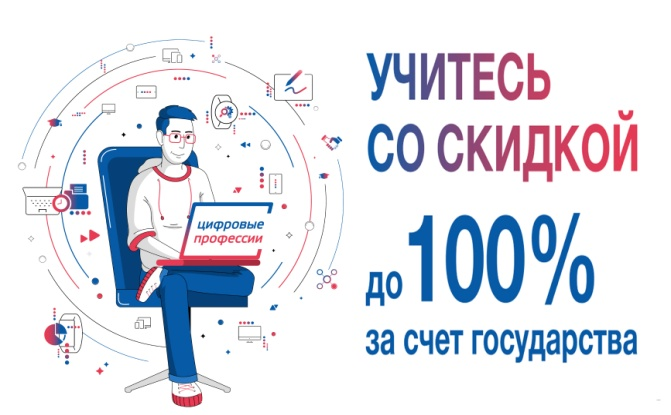 цифровые
профессии
УЧИТЕСЬ
СО СКИДКОЙ
до 100%
за счет государства